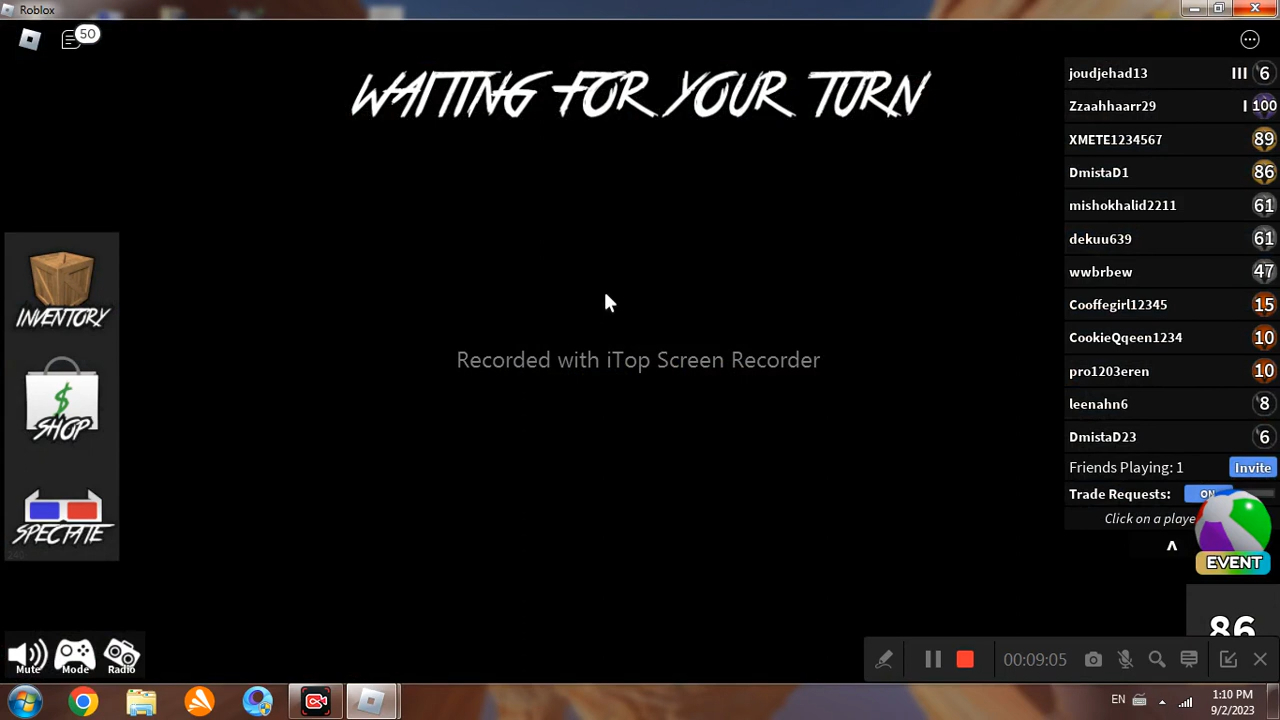 Roblox
50
WAITING FOR YOUR TURN
joudjehad13 III 6
Zzaahhaarr29 I 100
XMETE1234567 89
DmistaD1 86
mishokhalid2211 61
dekuu639 61
wwbrbew 47
Cooffegirl12345 15
CookieQqeen1234 10
pro1203eren 10
leenahn6 8
DmistaD23 6
Friends Playing: 1 Invite
Trade Requests: ON
Click on a playe
EVENT
86
INVENTORY
$
SHOP
SPECTATE
240
Recorded with iTop Screen Recorder
Mute Mode Radio
00:09:05
EN
1:10 PM
9/2/2023